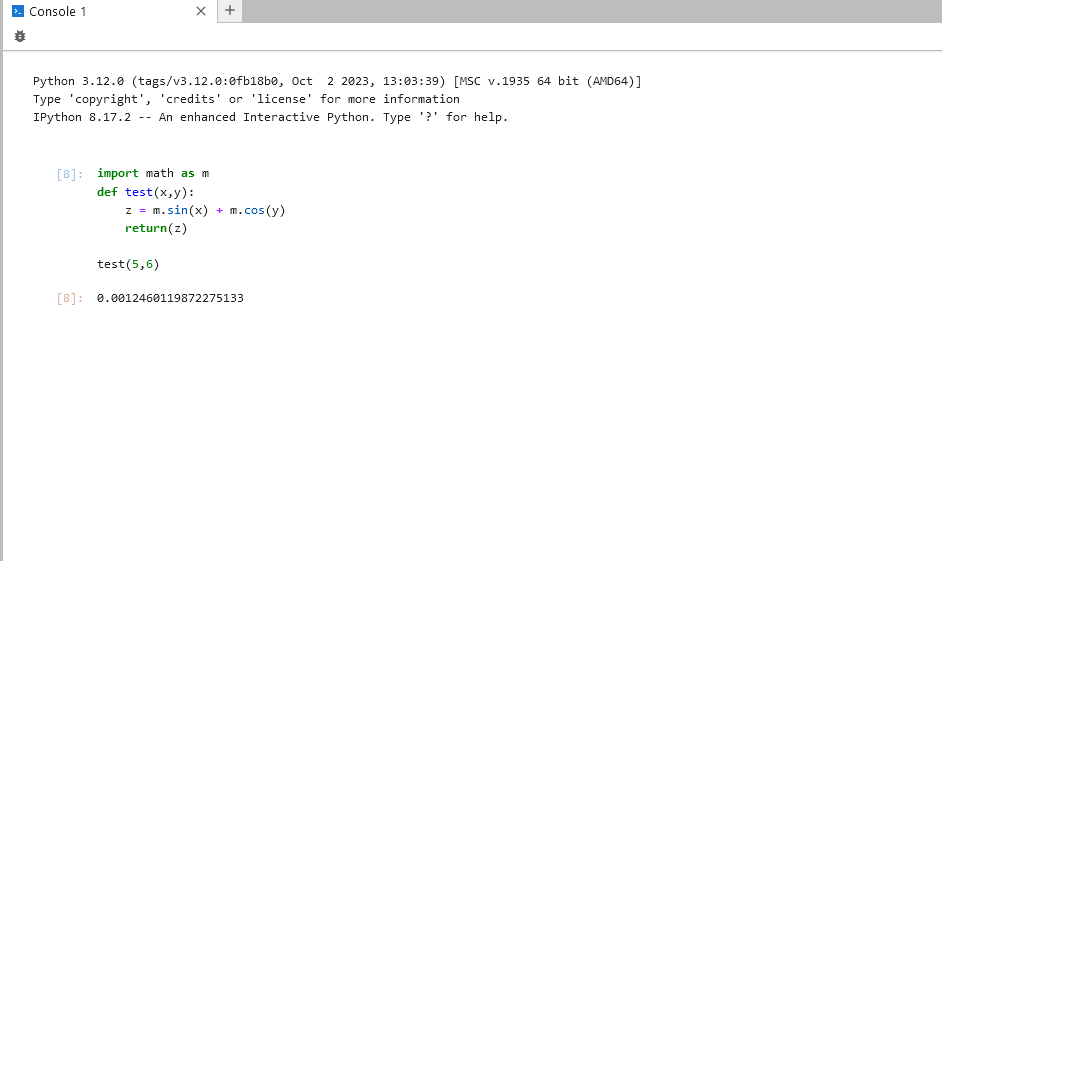 Console 1
Python 3.12.0 (tags/v3.12.0:0fb18b0, Oct  2 2023, 13:03:39) [MSC v.1935 64 bit (AMD64)]
Type 'copyright', 'credits' or 'license' for more information
IPython 8.17.2 -- An enhanced Interactive Python. Type '?' for help.
[8]: import math as m
def test(x,y):
    z = m.sin(x) + m.cos(y)
    return(z)
test(5,6)
[8]: 0.0012460119872275133